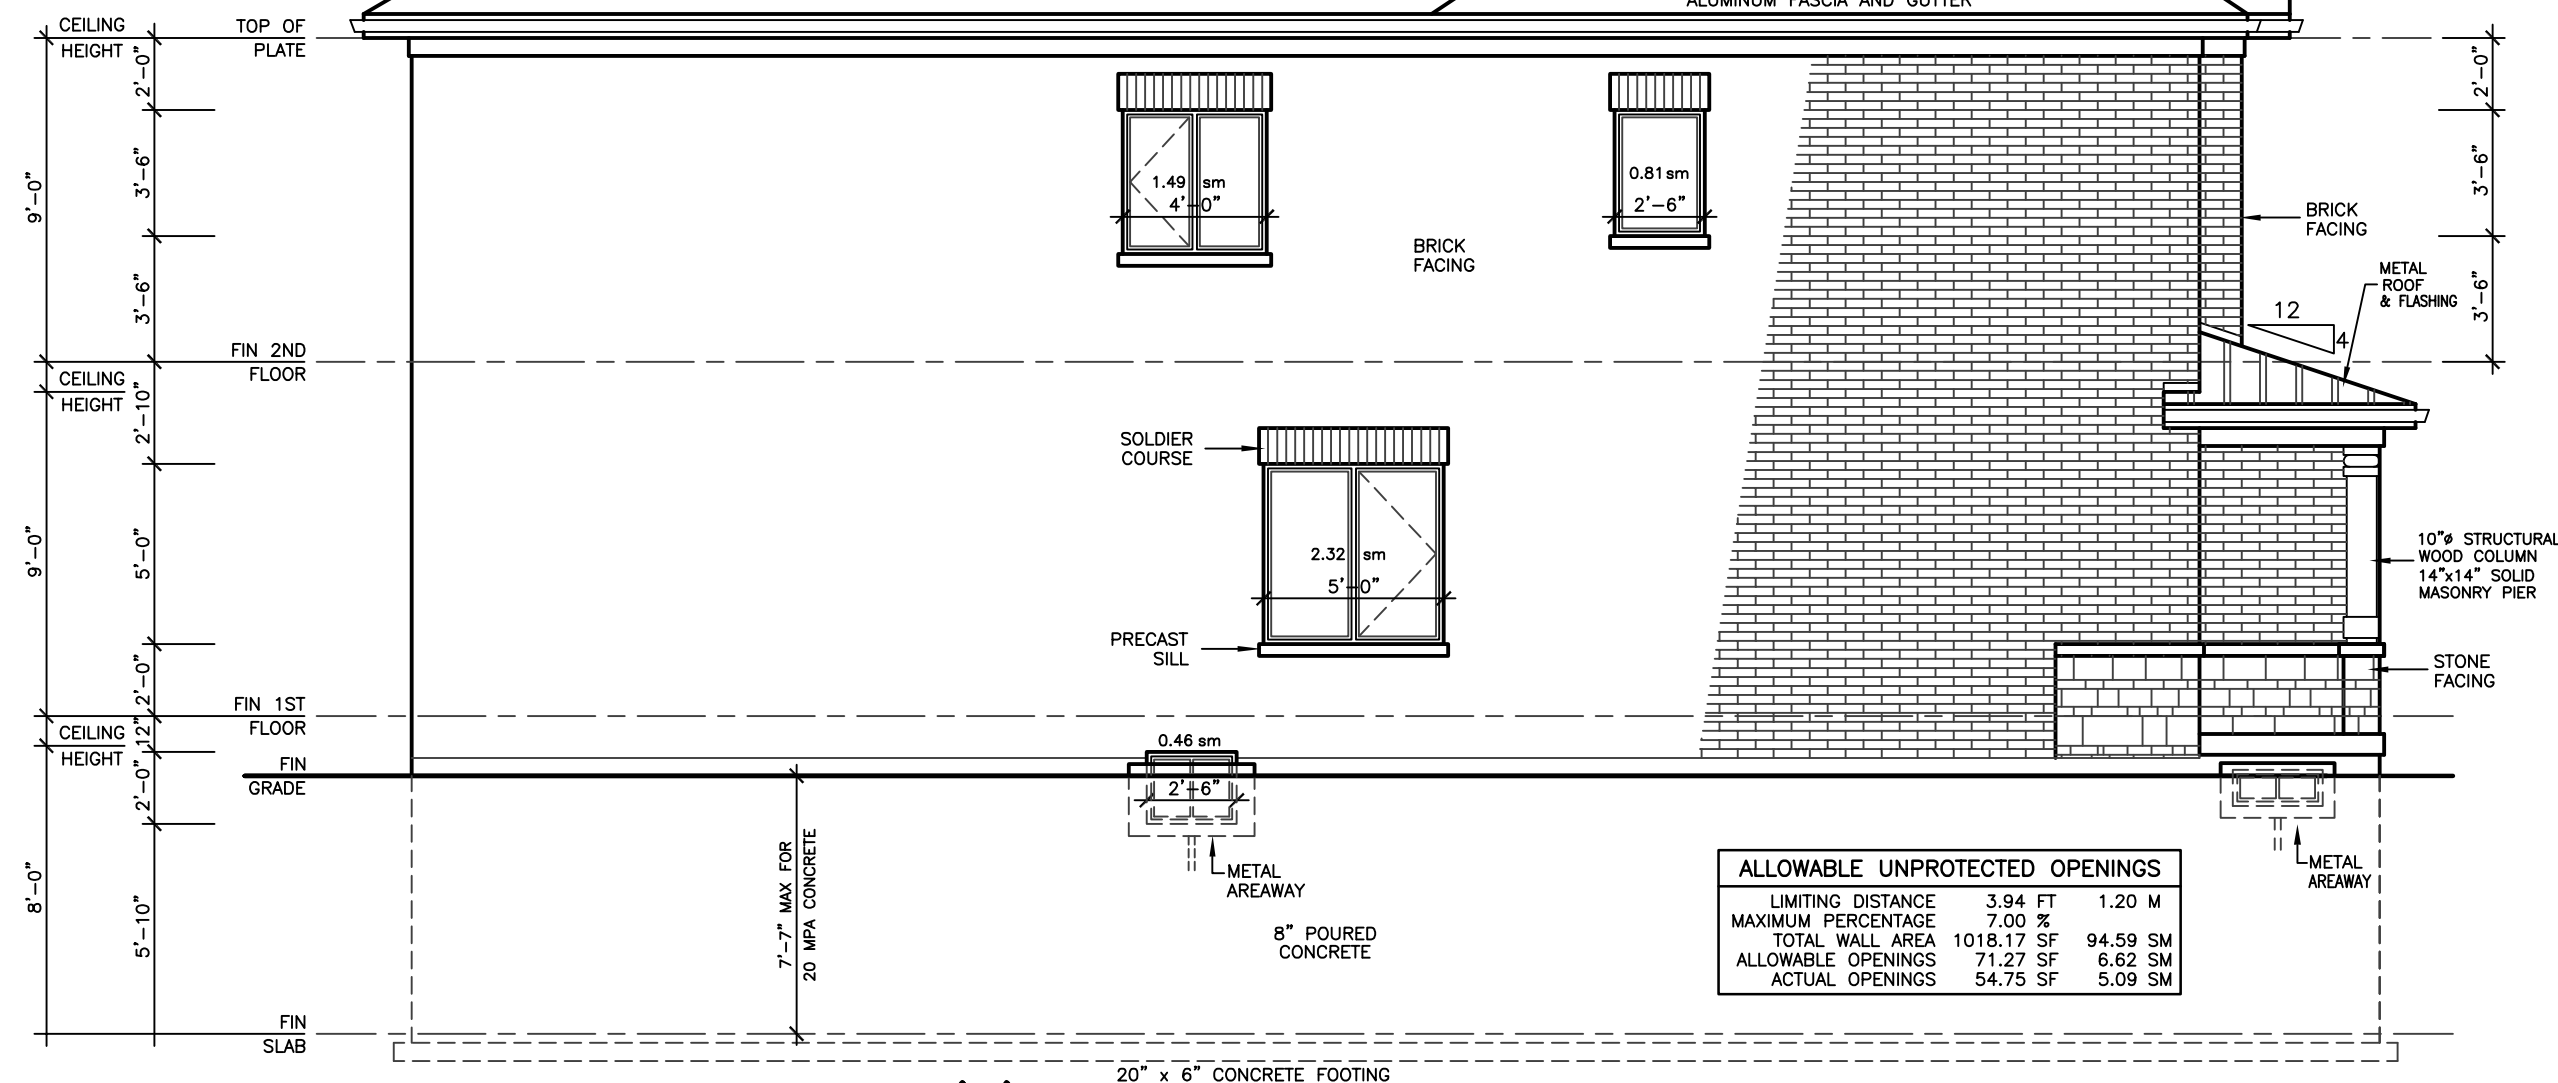 ALUMINUM FASCIA AND GUTTER
CEILING
HEIGHT
TOP OF
PLATE
2'-0"
3'-6"
3'-6"
9'-0"
FIN 2ND
FLOOR
CEILING
HEIGHT
2'-10"
5'-0"
2'-0"
9'-0"
FIN 1ST
FLOOR
CEILING
HEIGHT
12"
2'-0"
5'-10"
8'-0"
FIN
GRADE
FIN
SLAB
1.49 sm
4'-0"
0.81 sm
2'-6"
BRICK
FACING
SOLDIER
COURSE
2.32 sm
5'-0"
PRECAST
SILL
0.46 sm
2'-6"
METAL
AREAWAY
7'-7" MAX FOR
20 MPA CONCRETE
8" POURED
CONCRETE
20" x 6" CONCRETE FOOTING
2'-0"
3'-6"
3'-6"
BRICK
FACING
METAL
ROOF
& FLASHING
12
4
10"ø STRUCTURAL
WOOD COLUMN
14"x14" SOLID
MASONRY PIER
STONE
FACING
METAL
AREAWAY
ALLOWABLE UNPROTECTED OPENINGS
LIMITING DISTANCE 3.94 FT 1.20 M
MAXIMUM PERCENTAGE 7.00 %
TOTAL WALL AREA 1018.17 SF 94.59 SM
ALLOWABLE OPENINGS 71.27 SF 6.62 SM
ACTUAL OPENINGS 54.75 SF 5.09 SM